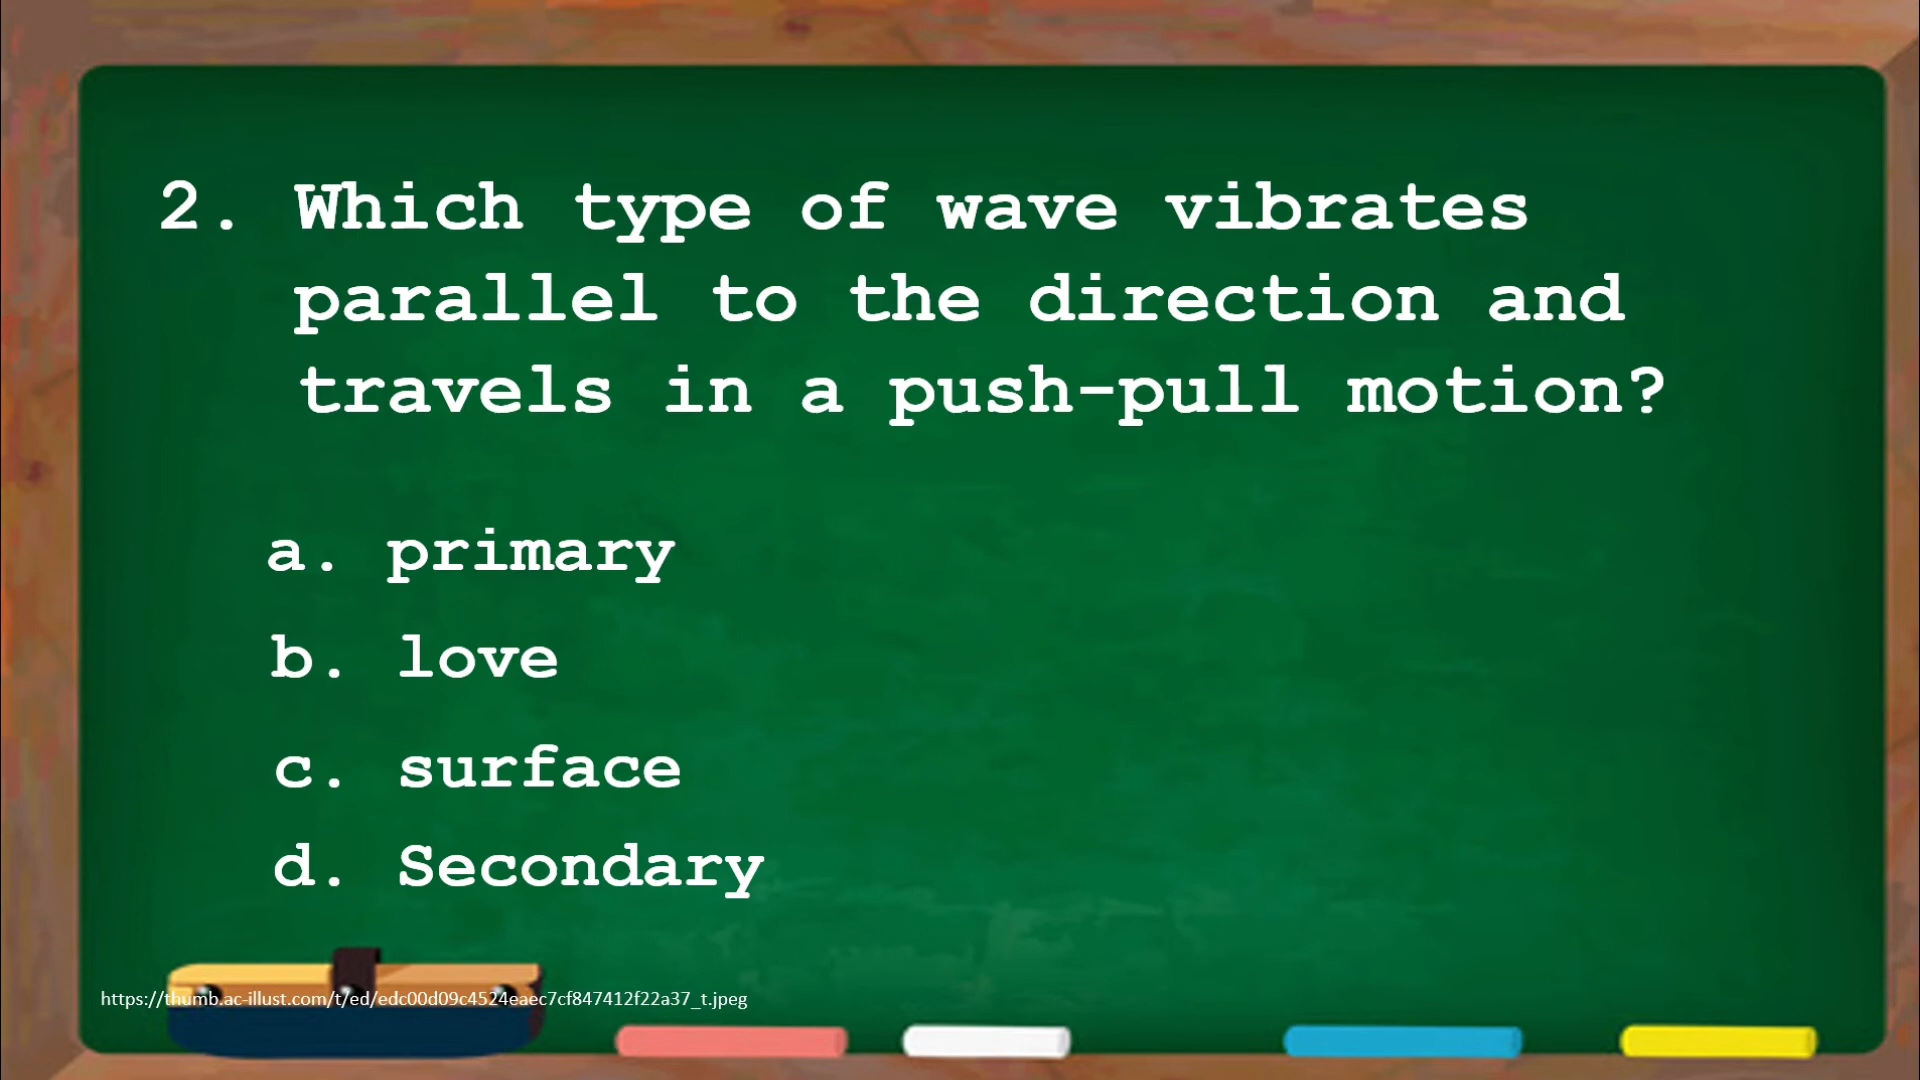 2. Which type of wave vibrates
parallel to the direction and
travels in a push-pull motion?
a. primary
b. love
c. surface
d. Secondary
https://thumb.ac-illust.com/t/ed/edc00d09c4524eaec7cf847412f22a37_t.jpeg